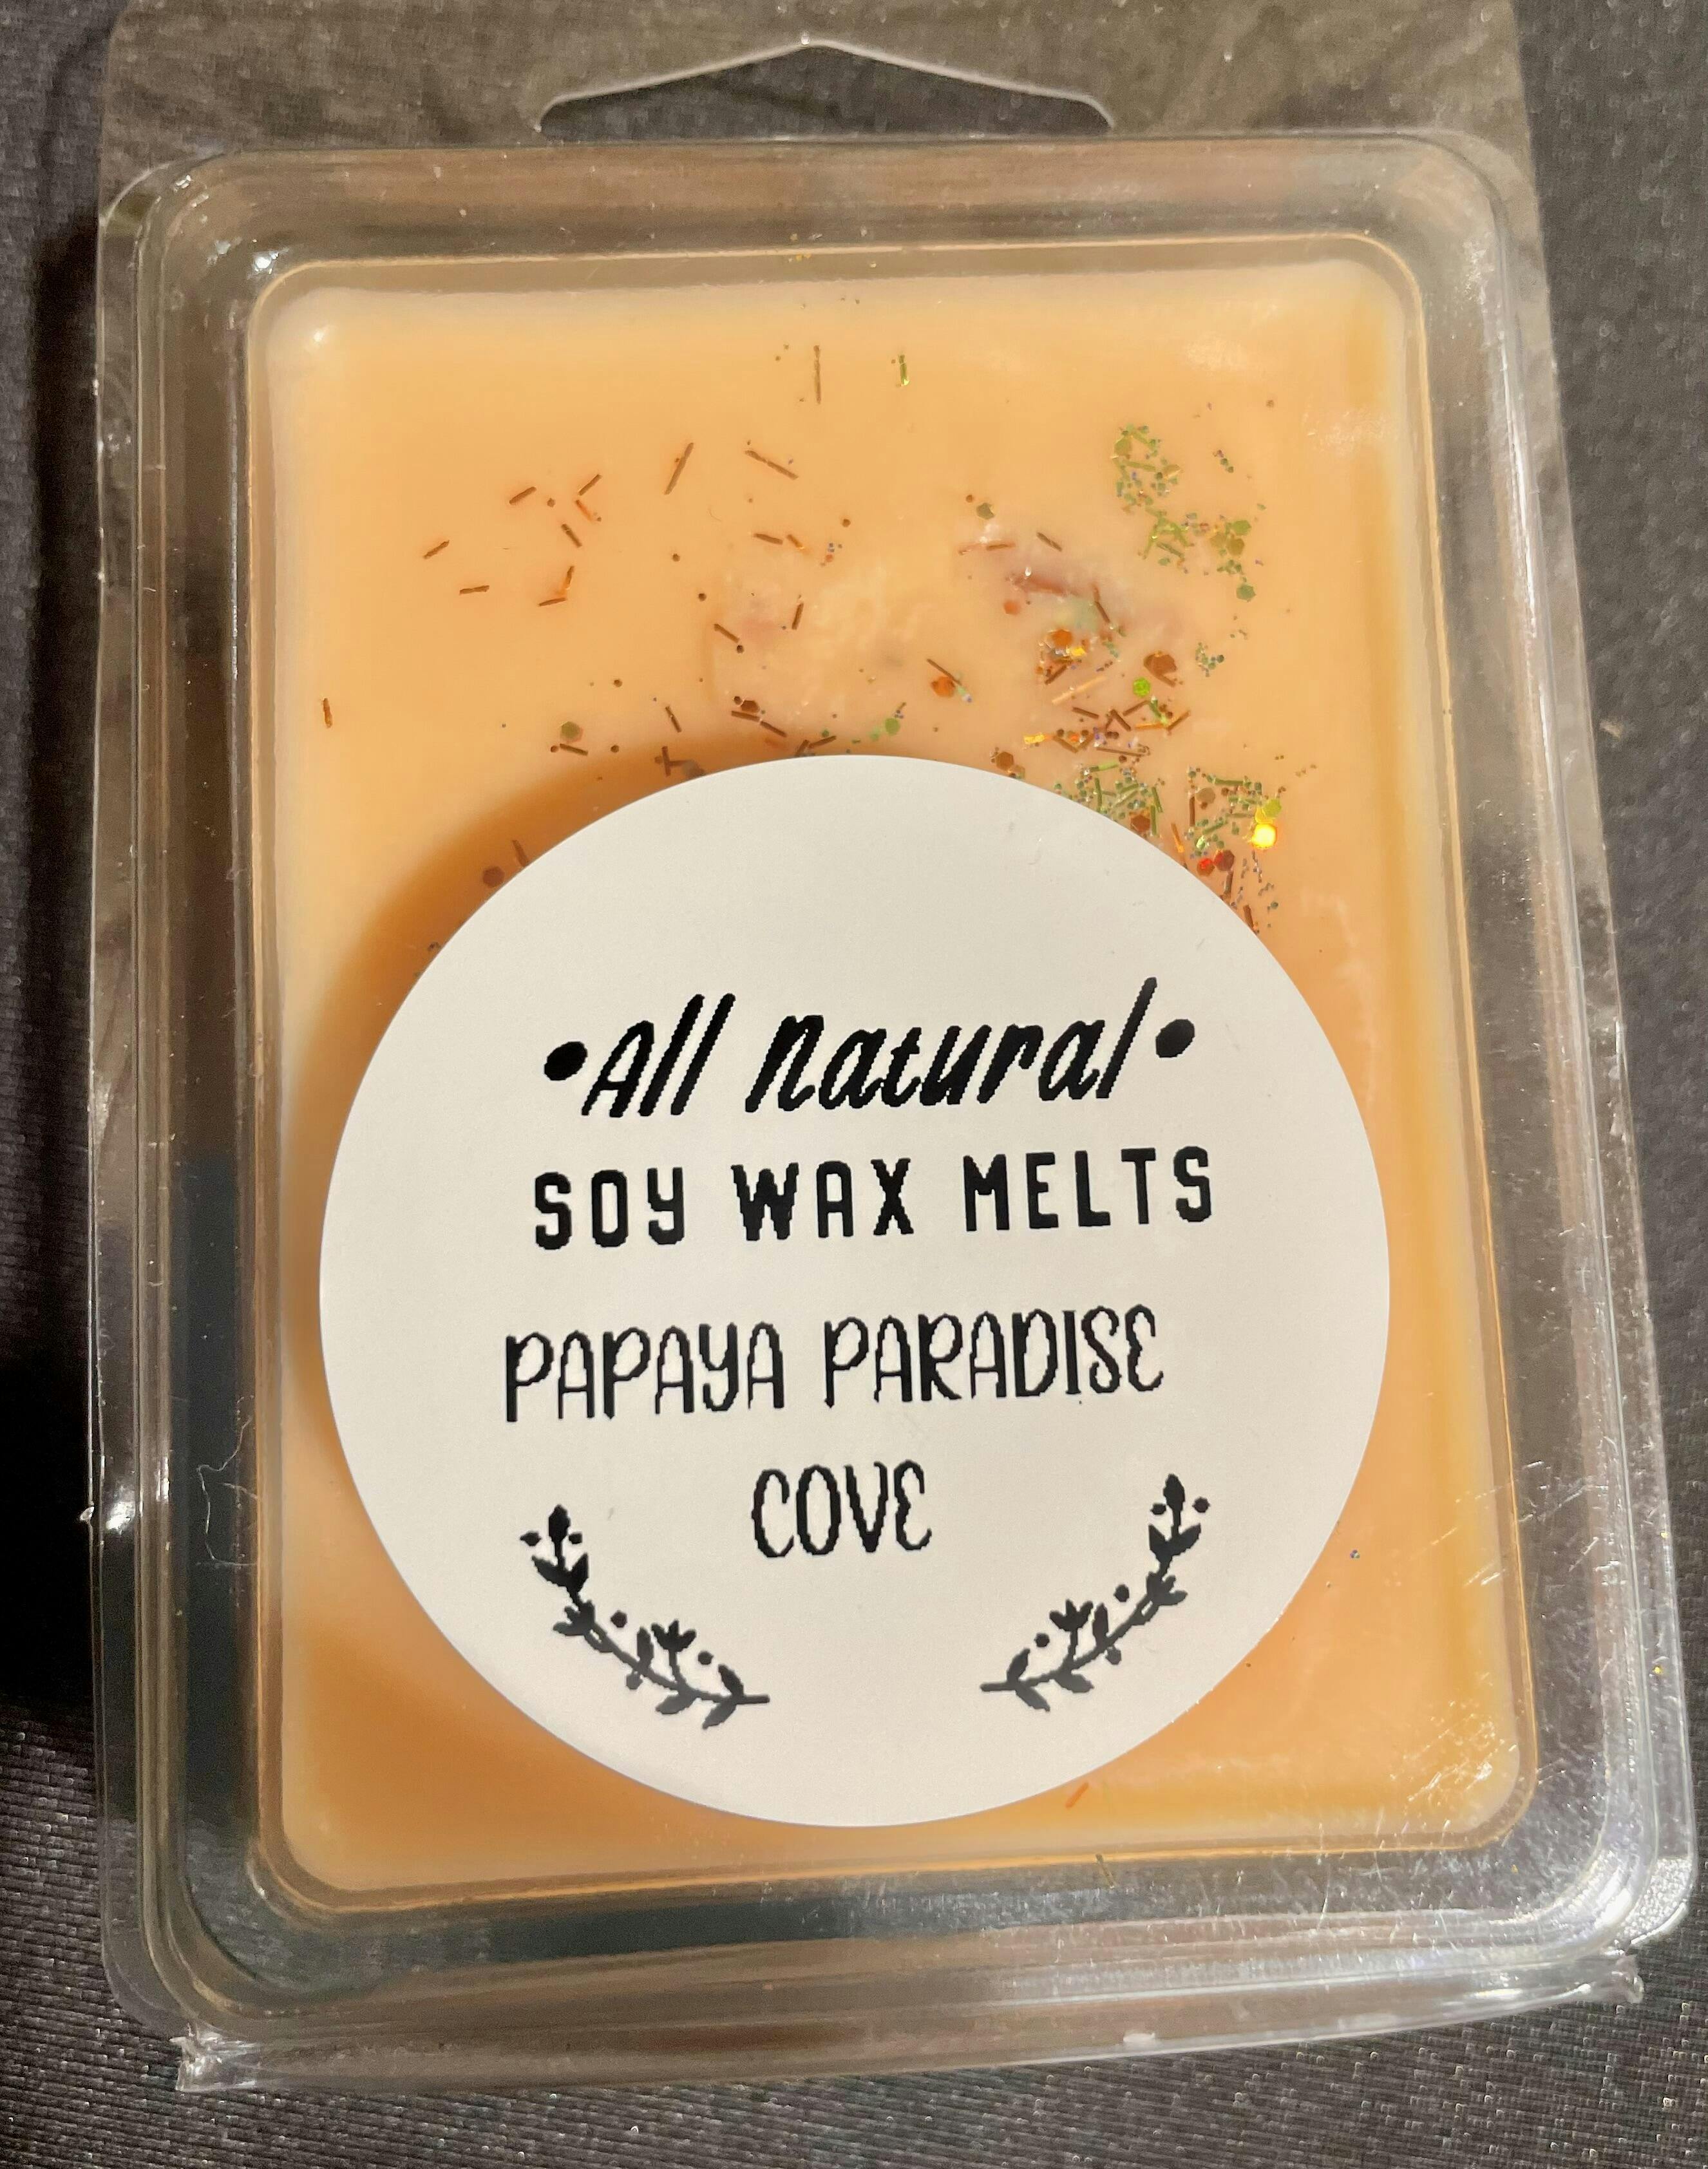 •All Natural•
SOY WAX MELTS
PAPAYA PARADISE
COVE